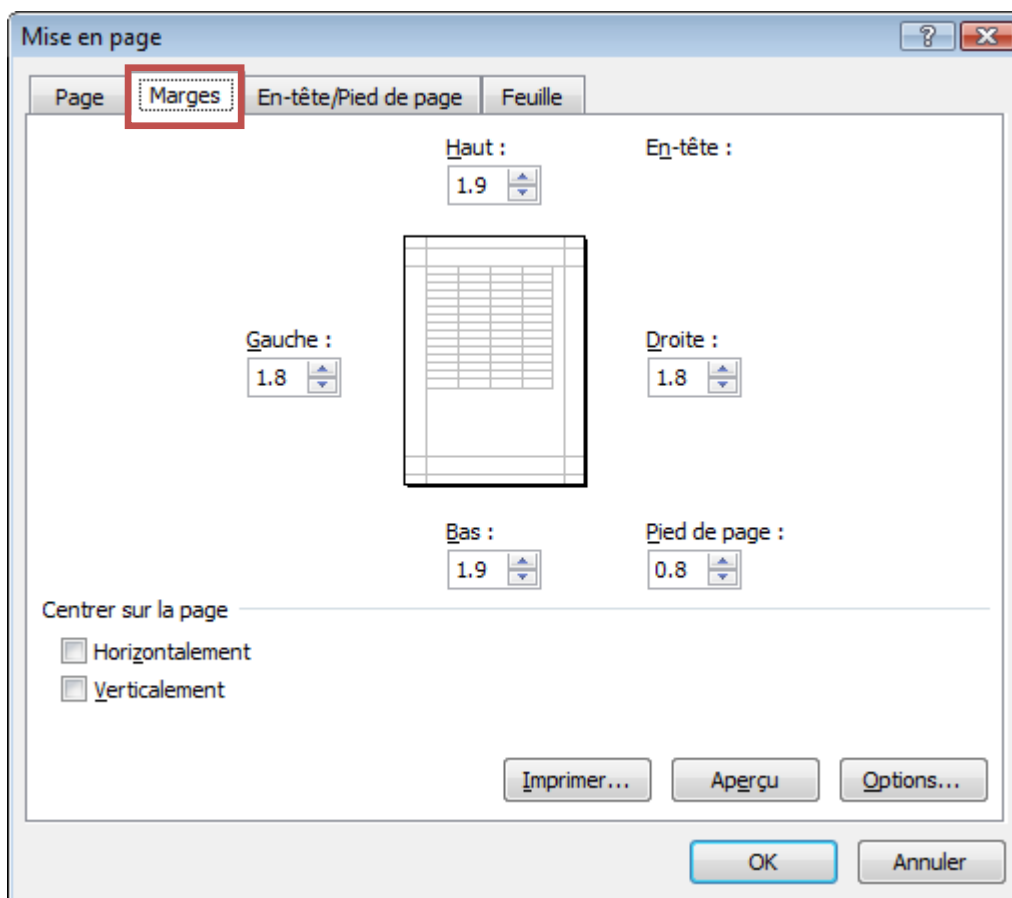 Mise en page
Page Marges En-tête/Pied de page Feuille
Haut : En-tête :
1.9
Gauche : Droite :
1.8 1.8
Bas : Pied de page :
1.9 0.8
Centrer sur la page
Horizontalement
Verticalement
Imprimer... Aperçu Options...
OK Annuler